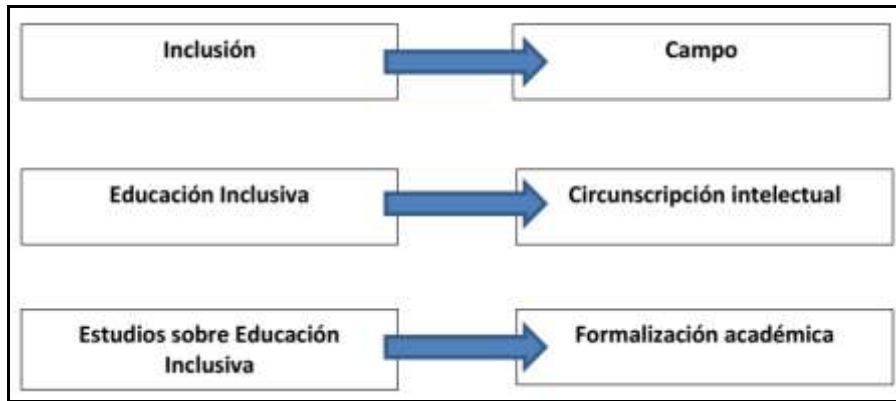 Inclusión
Campo
Educación Inclusiva
Circunscripción intelectual
Estudios sobre Educación
Inclusiva
Formalización académica